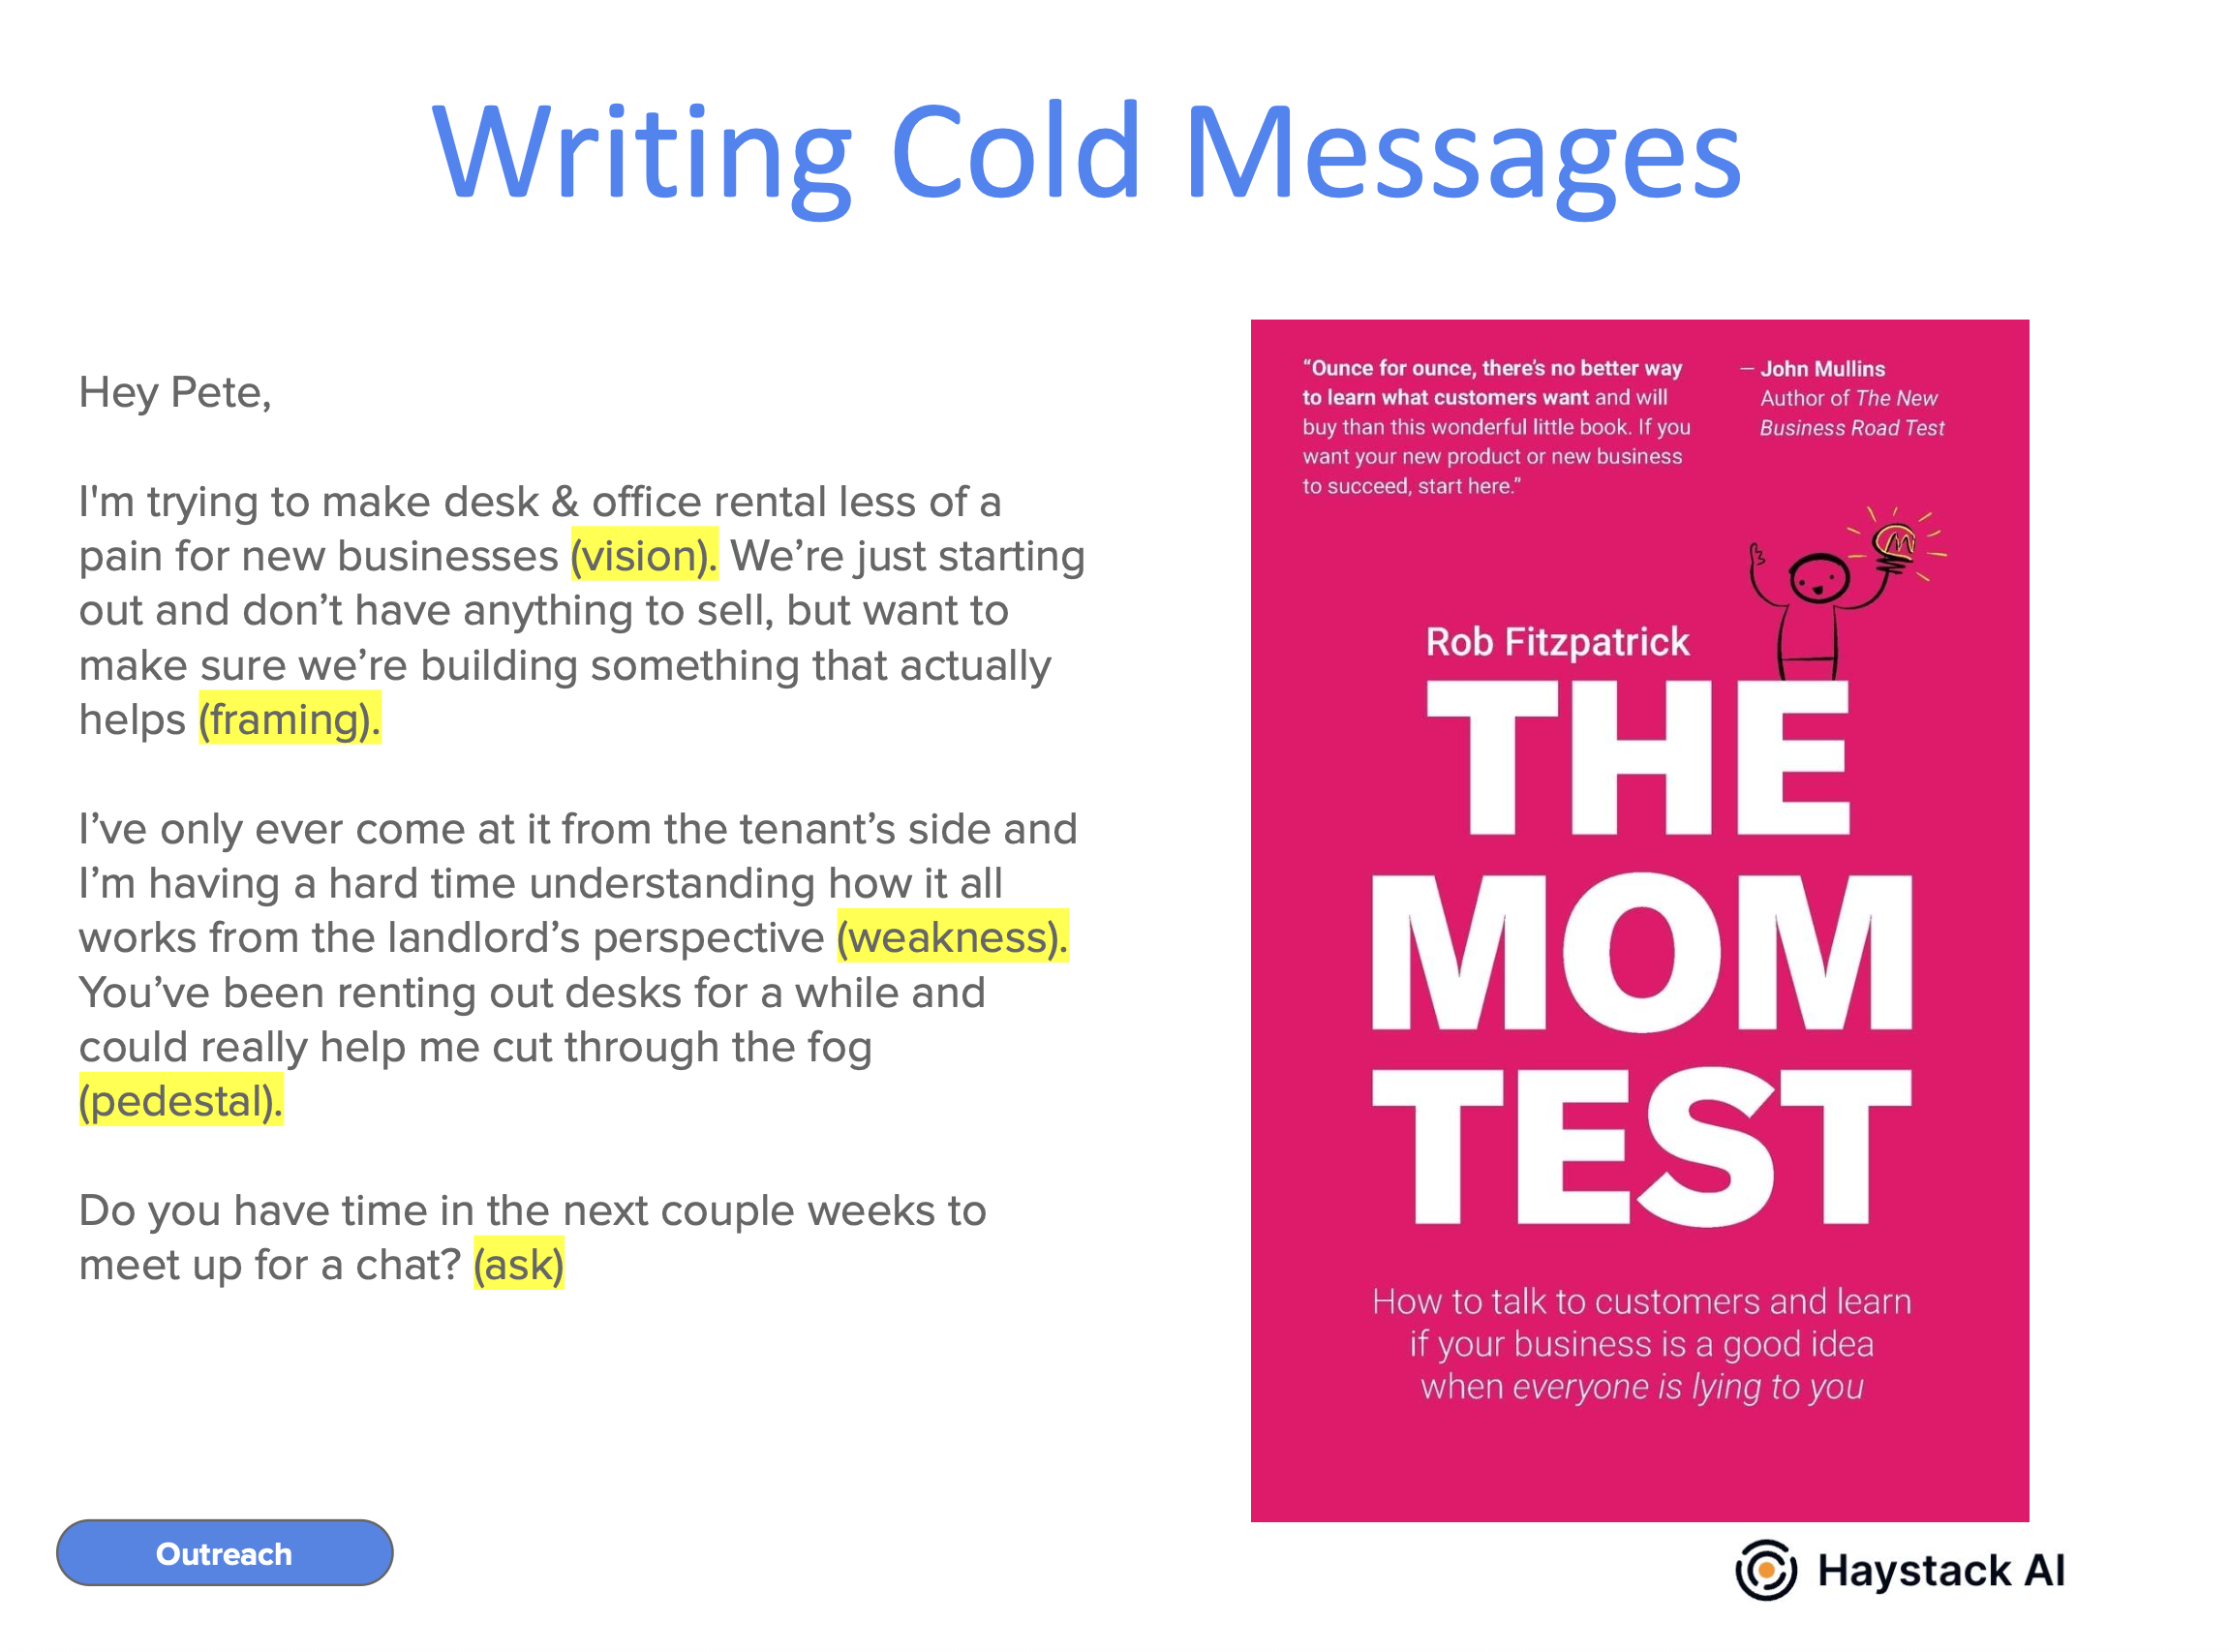 Writing Cold Messages
Hey Pete,
I'm trying to make desk & office rental less of a
pain for new businesses (vision). We’re just starting
out and don’t have anything to sell, but want to
make sure we’re building something that actually
helps (framing).
I’ve only ever come at it from the tenant’s side and
I’m having a hard time understanding how it all
works from the landlord’s perspective (weakness).
You’ve been renting out desks for a while and
could really help me cut through the fog
(pedestal).
Do you have time in the next couple weeks to
meet up for a chat? (ask)
“Ounce for ounce, there’s no better way
to learn what customers want and will
buy than this wonderful little book. If you
want your new product or new business
to succeed, start here.”
— John Mullins
Author of The New
Business Road Test
M
Rob Fitzpatrick
THE
MOM
TEST
How to talk to customers and learn
if your business is a good idea
when everyone is lying to you
Outreach
Haystack AI